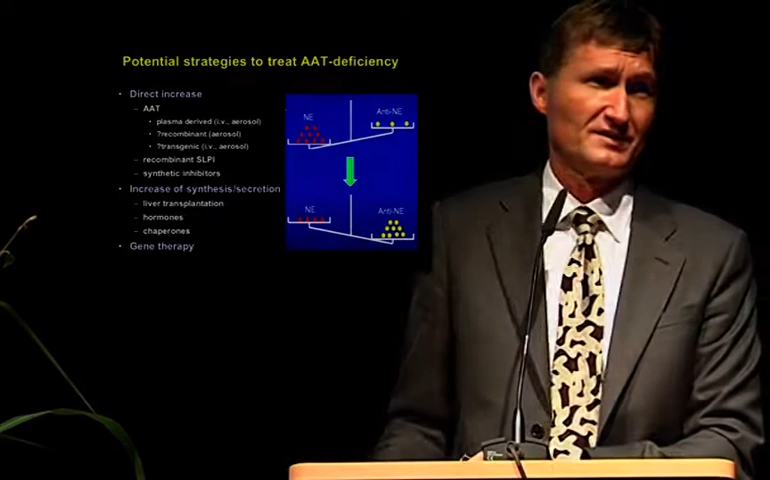 Potential strategies to treat AAT-deficiency
• Direct increase
– AAT
• plasma derived (i.v., aerosol)
• ?recombinant (aerosol)
• ?transgenic (i.v., aerosol)
– recombinant SLPI
– synthetic inhibitors
• Increase of synthesis/secretion
– liver transplantation
– hormones
– chaperones
• Gene therapy
NE
Anti-NE
NE
Anti-NE